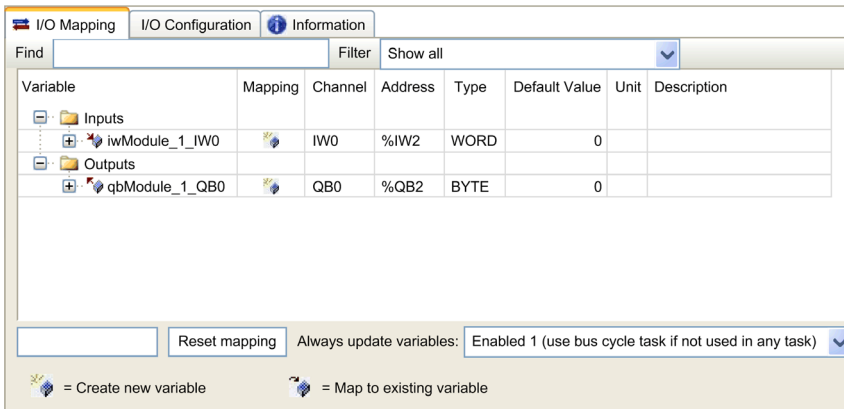 I/O Mapping I/O Configuration Information
Find Filter Show all
Variable Mapping Channel Address Type Default Value Unit Description
Inputs
iwModule_1_IW0 IW0 %IW2 WORD 0
Outputs
qbModule_1_QB0 QB0 %QB2 BYTE 0
Reset mapping Always update variables: Enabled 1 (use bus cycle task if not used in any task)
= Create new variable = Map to existing variable